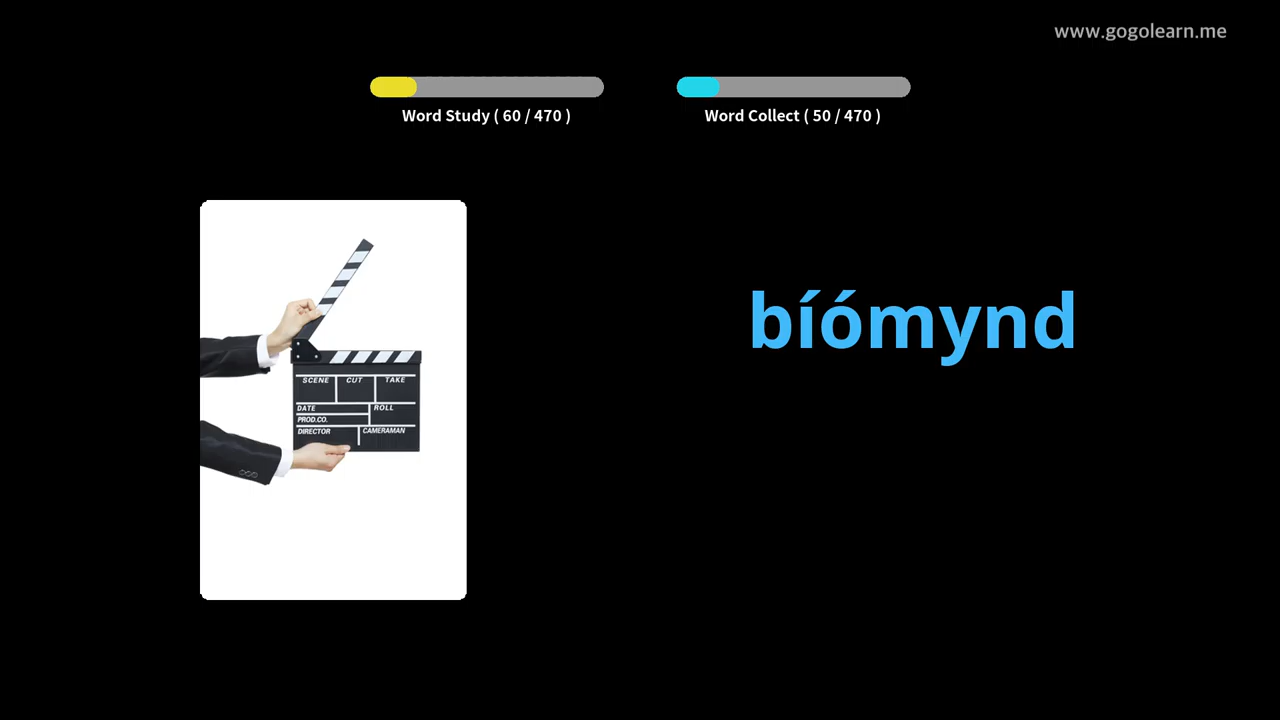 www.gogolearn.me
Word Study ( 60 / 470 )
Word Collect ( 50 / 470 )
bíómynd
SCENE CUT TAKE
DATE ROLL
PROD.CO.
DIRECTOR CAMERAMAN